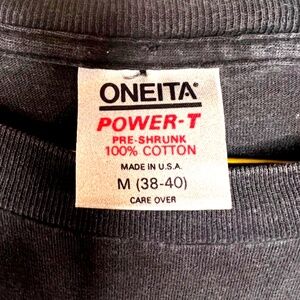 ONEITA®
POWER-T
PRE-SHRUNK
100% COTTON
MADE IN U.S.A.
M (38-40)
CARE OVER